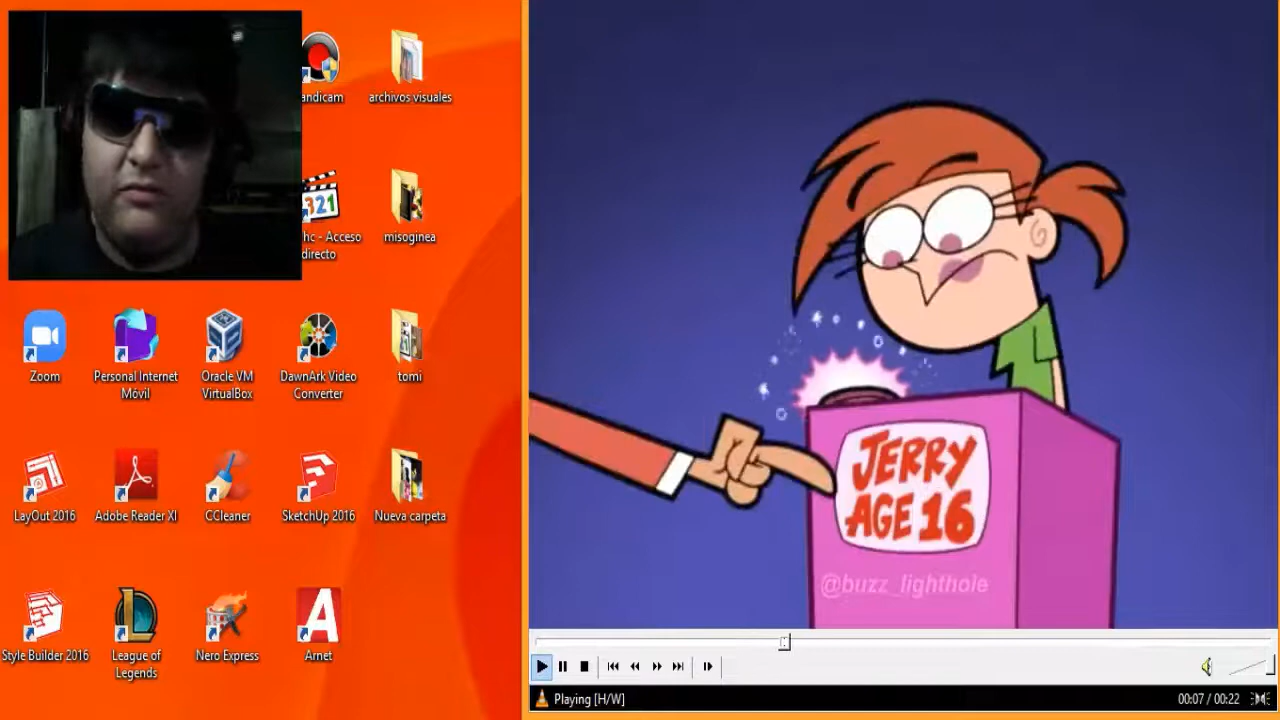 andicam
archivos visuales
321
hc - Acceso
directo
misoginea
Zoom
Personal Internet
Móvil
Oracle VM
VirtualBox
DawnArk Video
Converter
tomi
LayOut 2016
Adobe Reader XI
CCleaner
SketchUp 2016
Nueva carpeta
Style Builder 2016
League of
Legends
Nero Express
Arnet
JERRY
AGE 16
@buzz_lighthole
Playing [H/W]
00:07 / 00:22